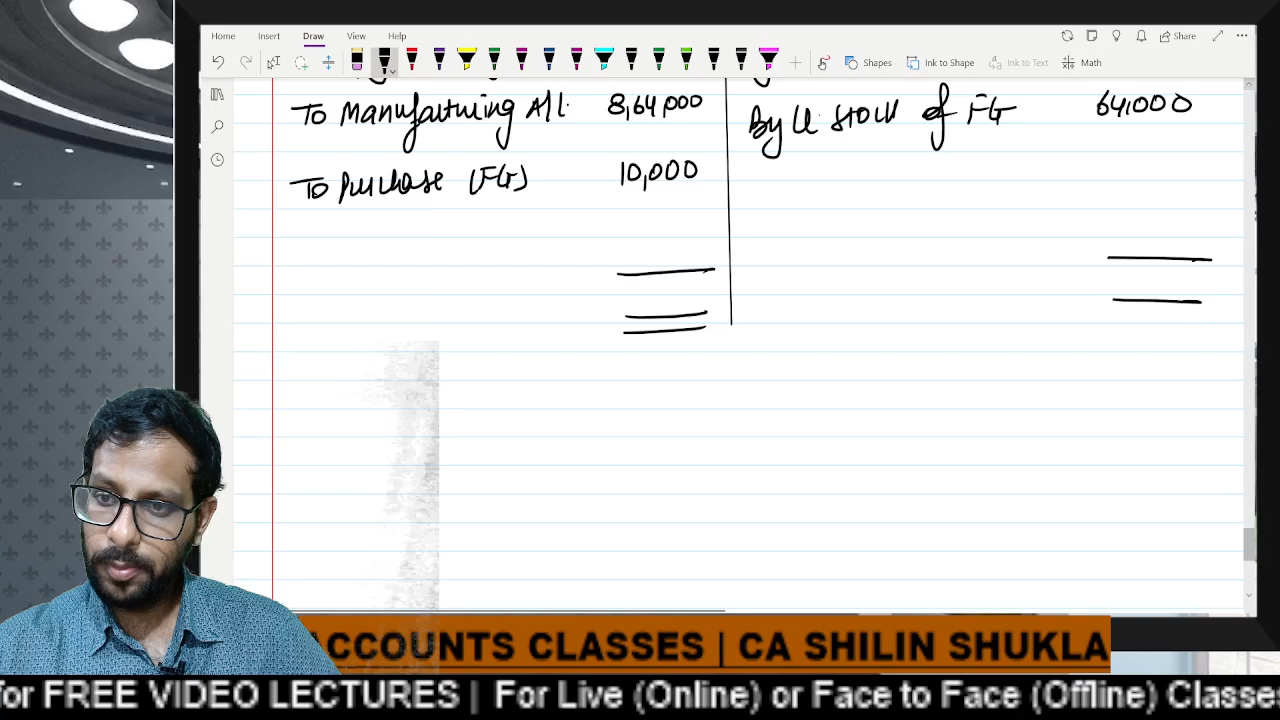 Home Insert Draw View Help
Share
Shapes Ink to Shape Ink to Text Math
To Manufacturing A/c 8,64,000
By Cl. Stock of FG 64,000
To Purchase (FG) 10,000
ACCOUNTS CLASSES | CA SHILIN SHUKLA
for FREE VIDEO LECTURES | For Live (Online) or Face to Face (Offline) Classes